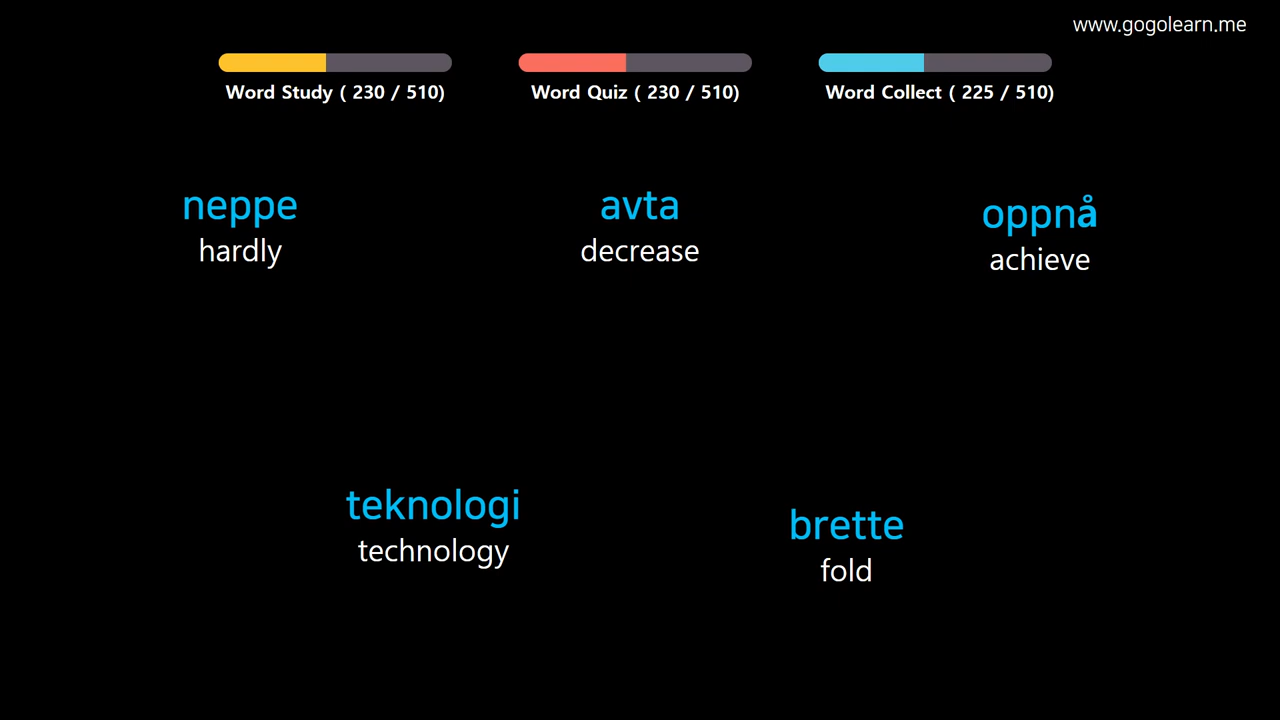 www.gogolearn.me
Word Study ( 230 / 510)
Word Quiz ( 230 / 510)
Word Collect ( 225 / 510)
neppe
hardly
avta
decrease
oppnå
achieve
teknologi
technology
brette
fold